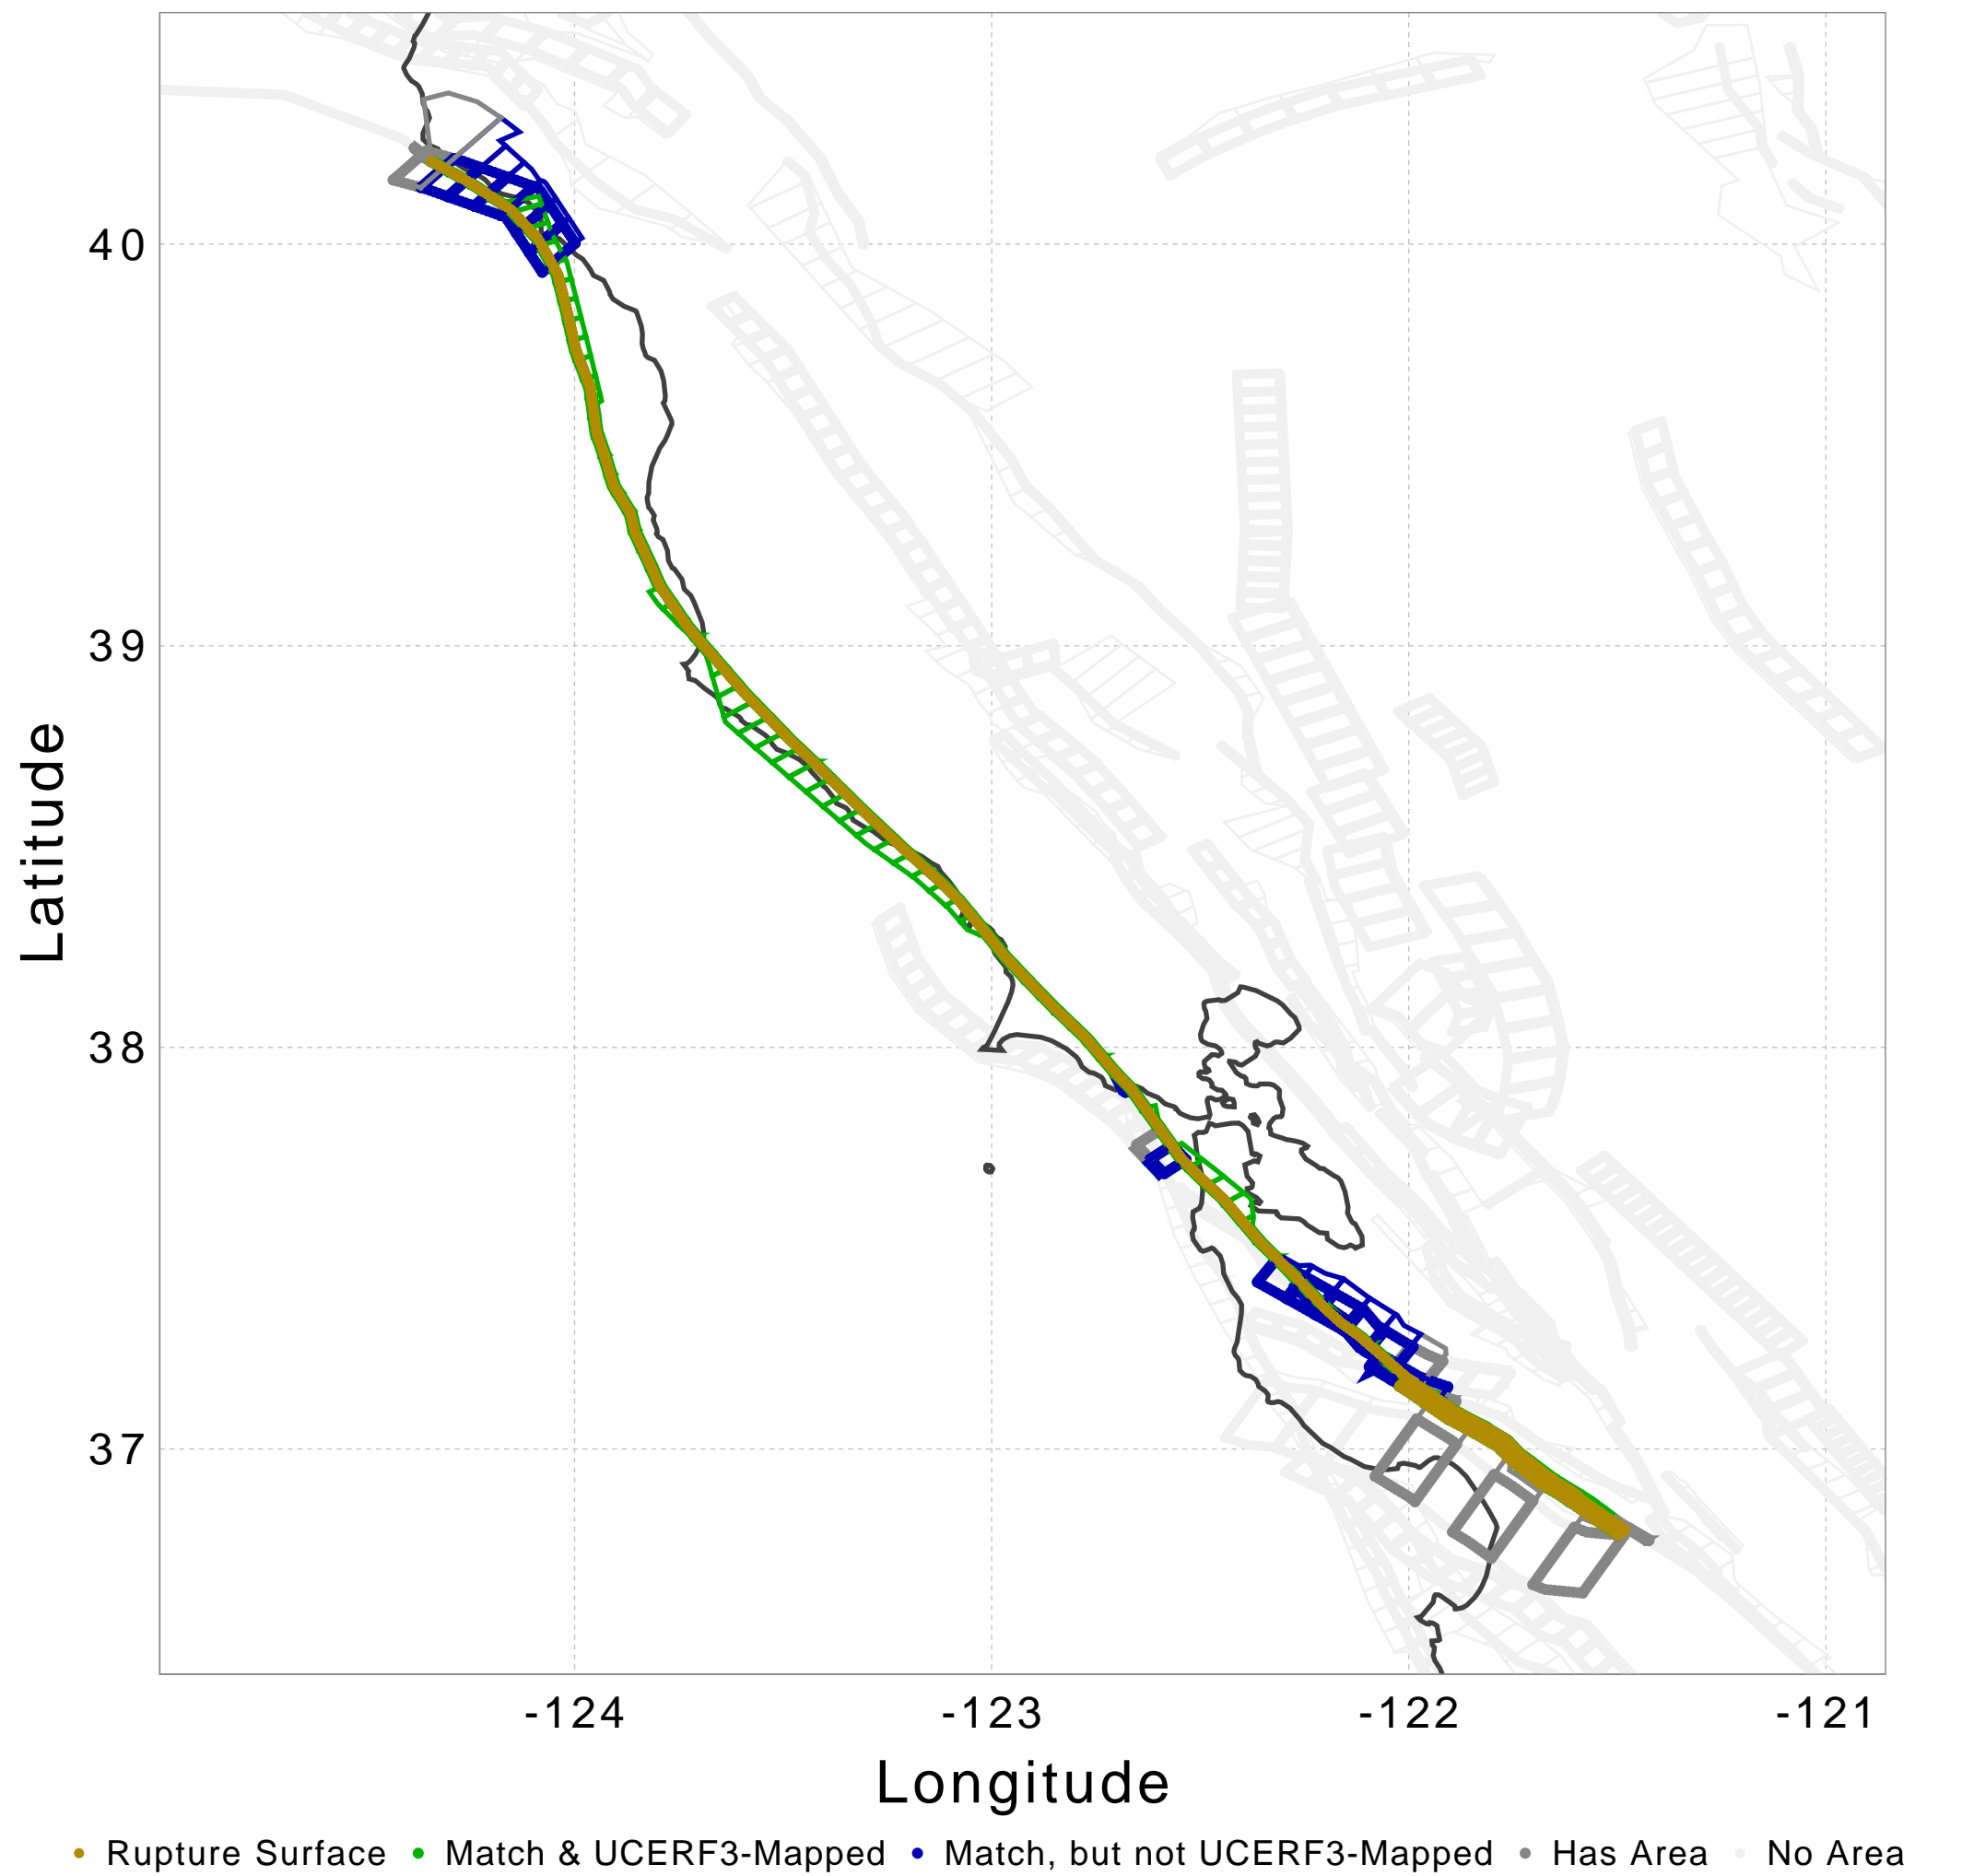 40
39
38
37
Latitude
-124 -123 -122 -121
Longitude
Rupture Surface Match & UCERF3-Mapped Match, but not UCERF3-Mapped Has Area No Area